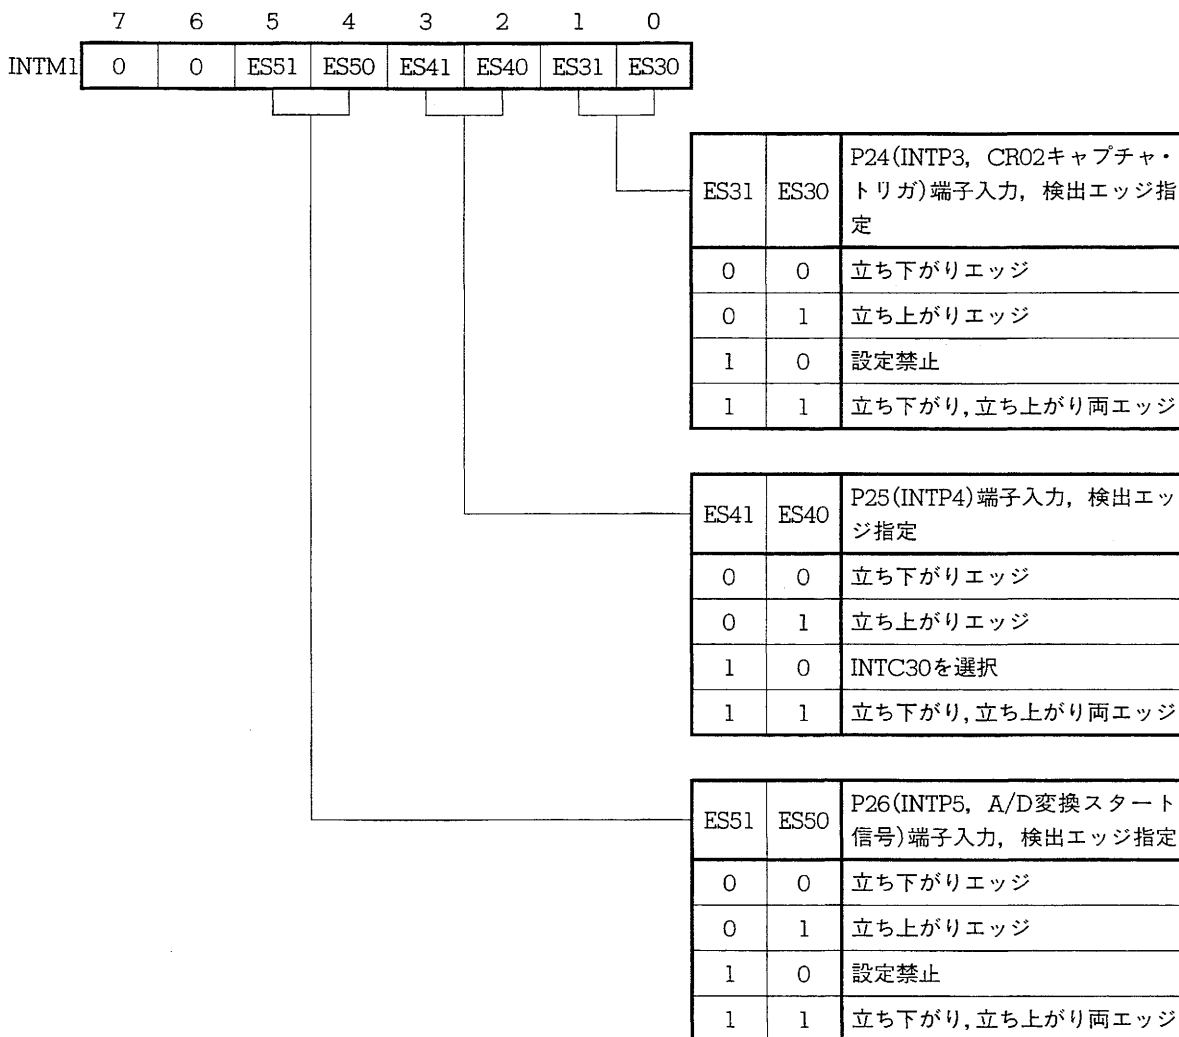 7 6 5 4 3 2 1 0
INTM1 0 0 ES51 ES50 ES41 ES40 ES31 ES30
ES31 ES30 P24(INTP3, CR02キャプチャ・
トリガ)端子入力, 検出エッジ指
定
0 0 立ち下がりエッジ
0 1 立ち上がりエッジ
1 0 設定禁止
1 1 立ち下がり,立ち上がり両エッジ
ES41 ES40 P25(INTP4)端子入力, 検出エッ
ジ指定
0 0 立ち下がりエッジ
0 1 立ち上がりエッジ
1 0 INTC30を選択
1 1 立ち下がり,立ち上がり両エッジ
ES51 ES50 P26(INTP5, A/D変換スタート
信号)端子入力, 検出エッジ指定
0 0 立ち下がりエッジ
0 1 立ち上がりエッジ
1 0 設定禁止
1 1 立ち下がり,立ち上がり両エッジ